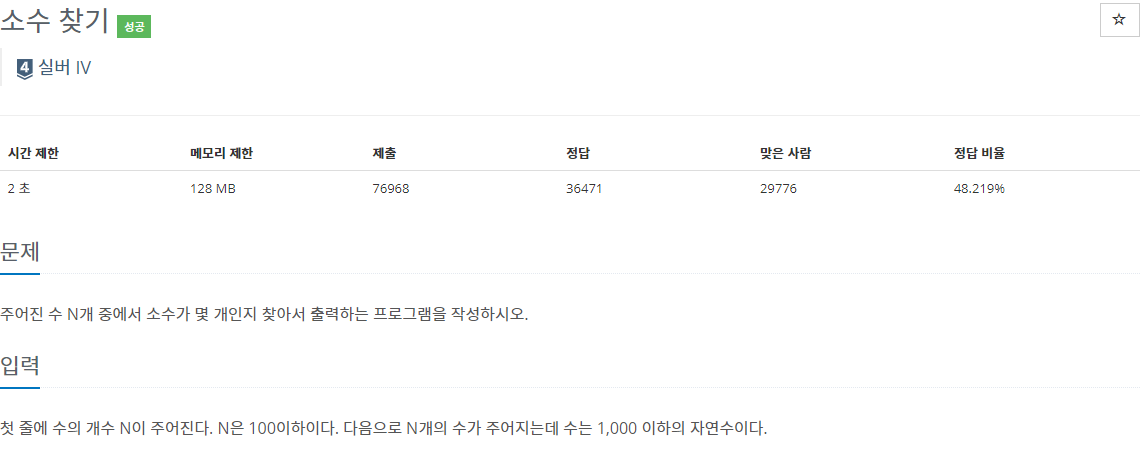 소수 찾기 성공
4 실버 IV
시간 제한 메모리 제한 제출 정답 맞은 사람 정답 비율
2 초 128 MB 76968 36471 29776 48.219%
문제
주어진 수 N개 중에서 소수가 몇 개인지 찾아서 출력하는 프로그램을 작성하시오.
입력
첫 줄에 수의 개수 N이 주어진다. N은 100이하이다. 다음으로 N개의 수가 주어지는데 수는 1,000 이하의 자연수이다.